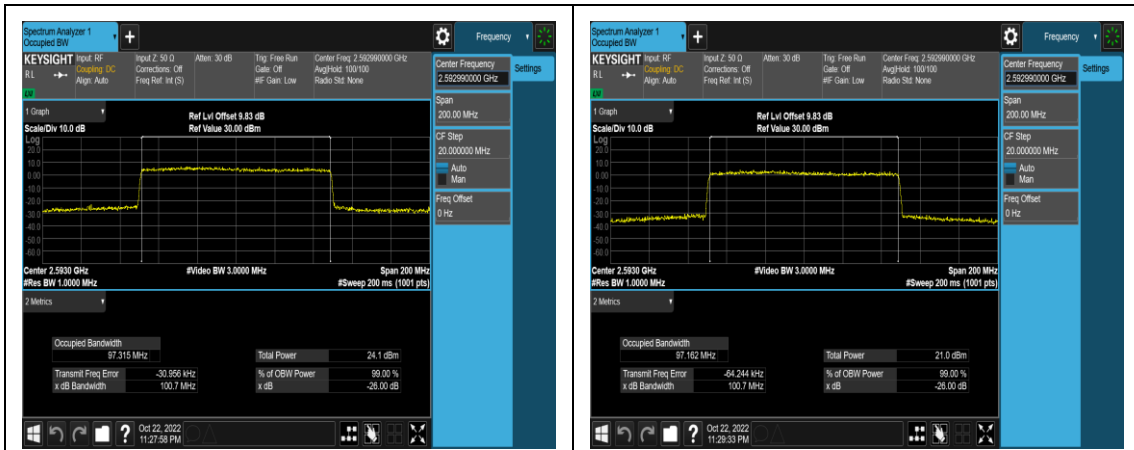 Spectrum Analyzer 1
Occupied BW
+
Frequency
KEYSIGHT
RL
Input: RF
Coupling: DC
Align: Auto
Input Z: 50 Ω
Corrections: Off
Freq Ref: Int (S)
Atten: 30 dB
Trig: Free Run
Gate: Off
#IF Gain: Low
Center Freq: 2.592990000 GHz
Avg|Hold: 100/100
Radio Std: None
Center Frequency
2.592990000 GHz
Settings
Span
200.00 MHz
CF Step
20.000000 MHz
Auto
Man
Freq Offset
0 Hz
1 Graph
Scale/Div 10.0 dB
Ref Lvl Offset 9.83 dB
Ref Value 30.00 dBm
Log
20.0
10.0
0.00
-10.0
-20.0
-30.0
-40.0
-50.0
-60.0
Center 2.5930 GHz
#Video BW 3.0000 MHz
Span 200 MHz
#Res BW 1.0000 MHz
#Sweep 200 ms (1001 pts)
2 Metrics
Occupied Bandwidth
97.315 MHz
Total Power 24.1 dBm
Transmit Freq Error -30.956 kHz
% of OBW Power 99.00 %
x dB Bandwidth 100.7 MHz
x dB -26.00 dB
?
Oct 22, 2022
11:27:58 PM
Spectrum Analyzer 1
Occupied BW
+
Frequency
KEYSIGHT
RL
Input: RF
Coupling: DC
Align: Auto
Input Z: 50 Ω
Corrections: Off
Freq Ref: Int (S)
Atten: 30 dB
Trig: Free Run
Gate: Off
#IF Gain: Low
Center Freq: 2.592990000 GHz
Avg|Hold: 100/100
Radio Std: None
Center Frequency
2.592990000 GHz
Settings
Span
200.00 MHz
CF Step
20.000000 MHz
Auto
Man
Freq Offset
0 Hz
1 Graph
Scale/Div 10.0 dB
Ref Lvl Offset 9.83 dB
Ref Value 30.00 dBm
Log
20.0
10.0
0.00
-10.0
-20.0
-30.0
-40.0
-50.0
-60.0
Center 2.5930 GHz
#Video BW 3.0000 MHz
Span 200 MHz
#Res BW 1.0000 MHz
#Sweep 200 ms (1001 pts)
2 Metrics
Occupied Bandwidth
97.162 MHz
Total Power 21.0 dBm
Transmit Freq Error -64.244 kHz
% of OBW Power 99.00 %
x dB Bandwidth 100.7 MHz
x dB -26.00 dB
?
Oct 22, 2022
11:29:33 PM